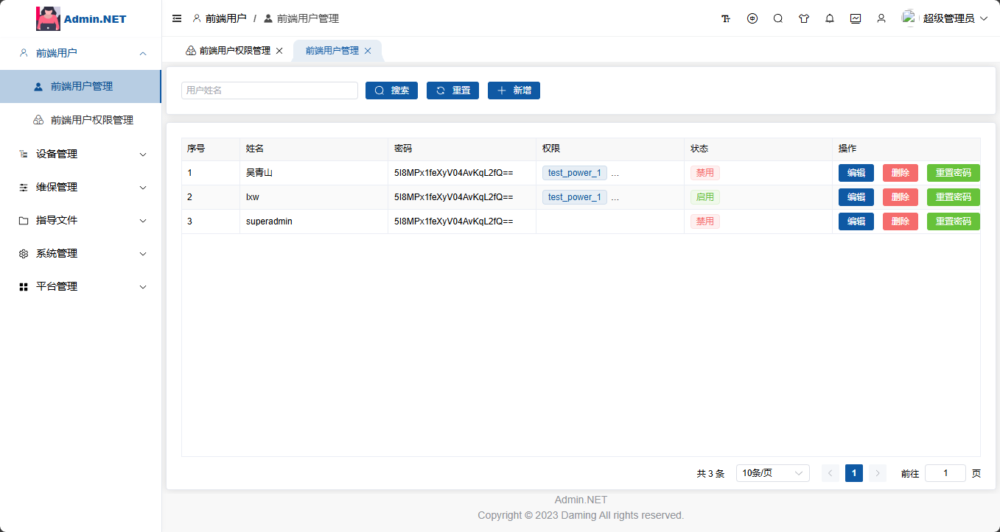 Admin.NET
前端用户
前端用户管理
前端用户权限管理
设备管理
维保管理
指导文件
系统管理
平台管理
前端用户 / 前端用户管理
超级管理员
前端用户权限管理 前端用户管理
用户姓名 搜索 重置 新增
序号 姓名 密码 权限 状态 操作
1 吴青山 5I8MPx1feXyV04AvKqL2fQ== test_power_1 ... 禁用 编辑 删除 重置密码
2 lxw 5I8MPx1feXyV04AvKqL2fQ== test_power_1 ... 启用 编辑 删除 重置密码
3 superadmin 5I8MPx1feXyV04AvKqL2fQ== 禁用 编辑 删除 重置密码
共 3 条 10条/页 1 前往 1 页
Admin.NET
Copyright © 2023 Daming All rights reserved.